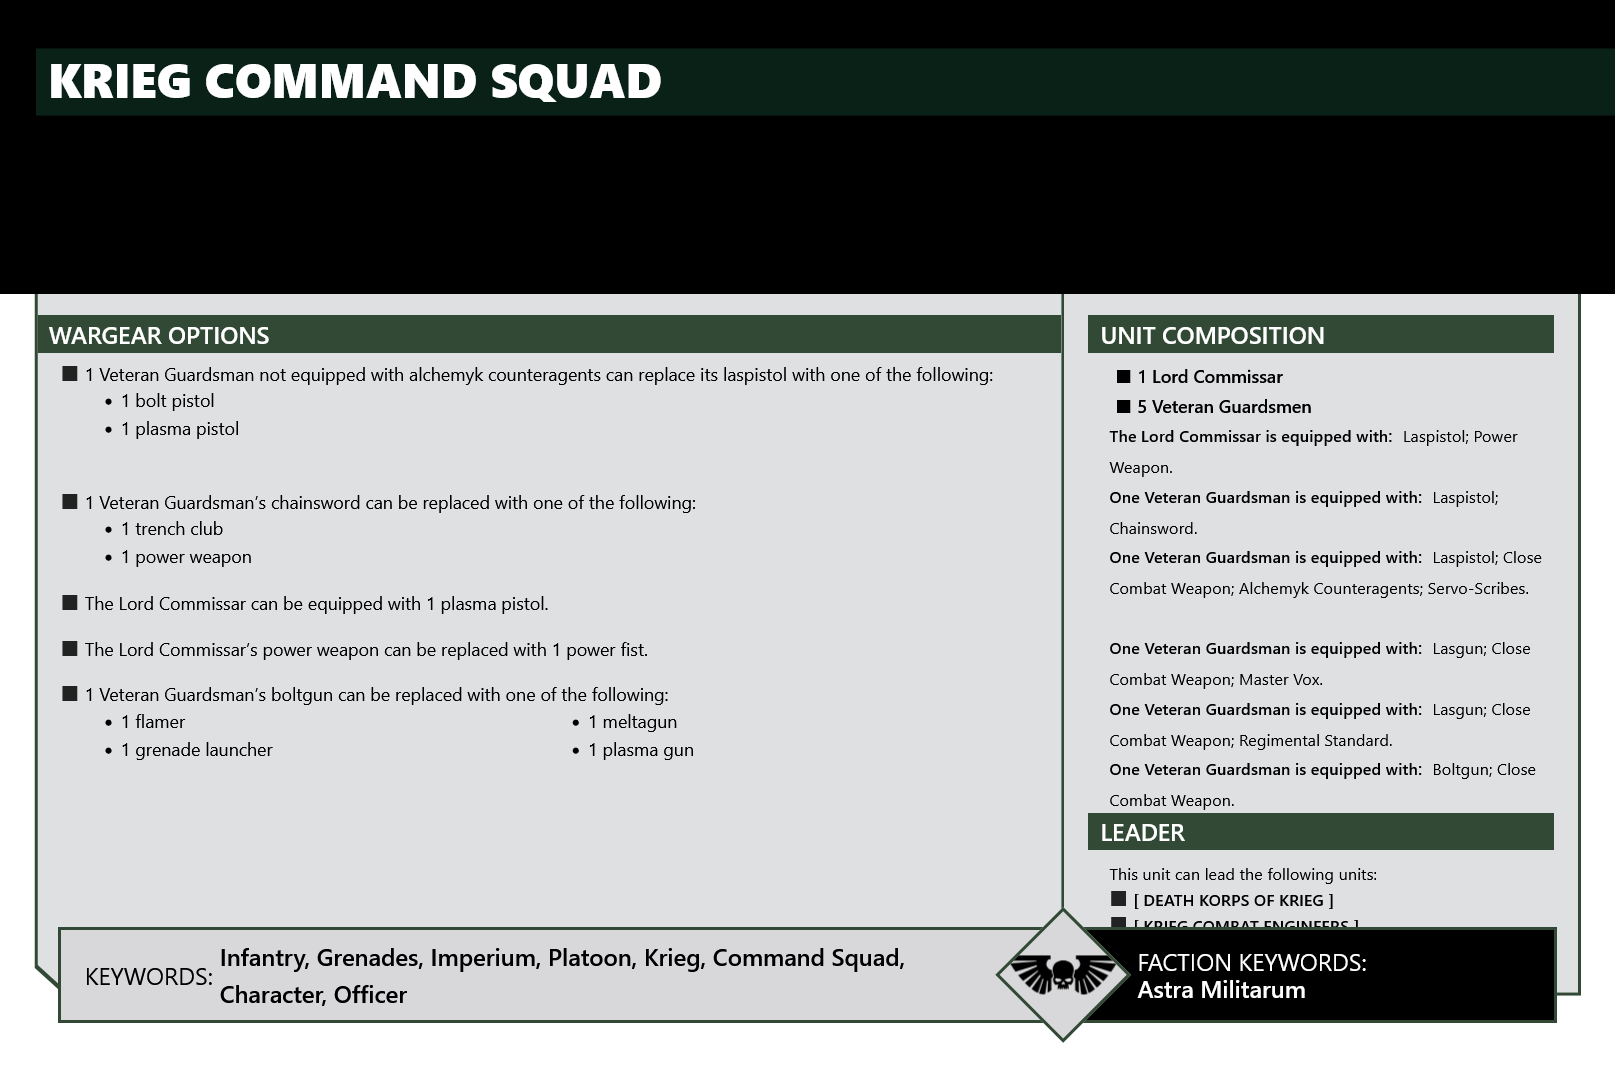 KRIEG COMMAND SQUAD
WARGEAR OPTIONS
■ 1 Veteran Guardsman not equipped with alchemyk counteragents can replace its laspistol with one of the following:
• 1 bolt pistol
• 1 plasma pistol
■ 1 Veteran Guardsman’s chainsword can be replaced with one of the following:
• 1 trench club
• 1 power weapon
■ The Lord Commissar can be equipped with 1 plasma pistol.
■ The Lord Commissar’s power weapon can be replaced with 1 power fist.
■ 1 Veteran Guardsman’s boltgun can be replaced with one of the following:
• 1 flamer
• 1 grenade launcher
• 1 meltagun
• 1 plasma gun
UNIT COMPOSITION
■ 1 Lord Commissar
■ 5 Veteran Guardsmen
The Lord Commissar is equipped with: Laspistol; Power
Weapon.
One Veteran Guardsman is equipped with: Laspistol;
Chainsword.
One Veteran Guardsman is equipped with: Laspistol; Close
Combat Weapon; Alchemyk Counteragents; Servo-Scribes.
One Veteran Guardsman is equipped with: Lasgun; Close
Combat Weapon; Master Vox.
One Veteran Guardsman is equipped with: Lasgun; Close
Combat Weapon; Regimental Standard.
One Veteran Guardsman is equipped with: Boltgun; Close
Combat Weapon.
LEADER
This unit can lead the following units:
■ [ DEATH KORPS OF KRIEG ]
■ [ KRIEG COMBAT ENGINEERS ]
KEYWORDS: Infantry, Grenades, Imperium, Platoon, Krieg, Command Squad,
Character, Officer
FACTION KEYWORDS:
Astra Militarum